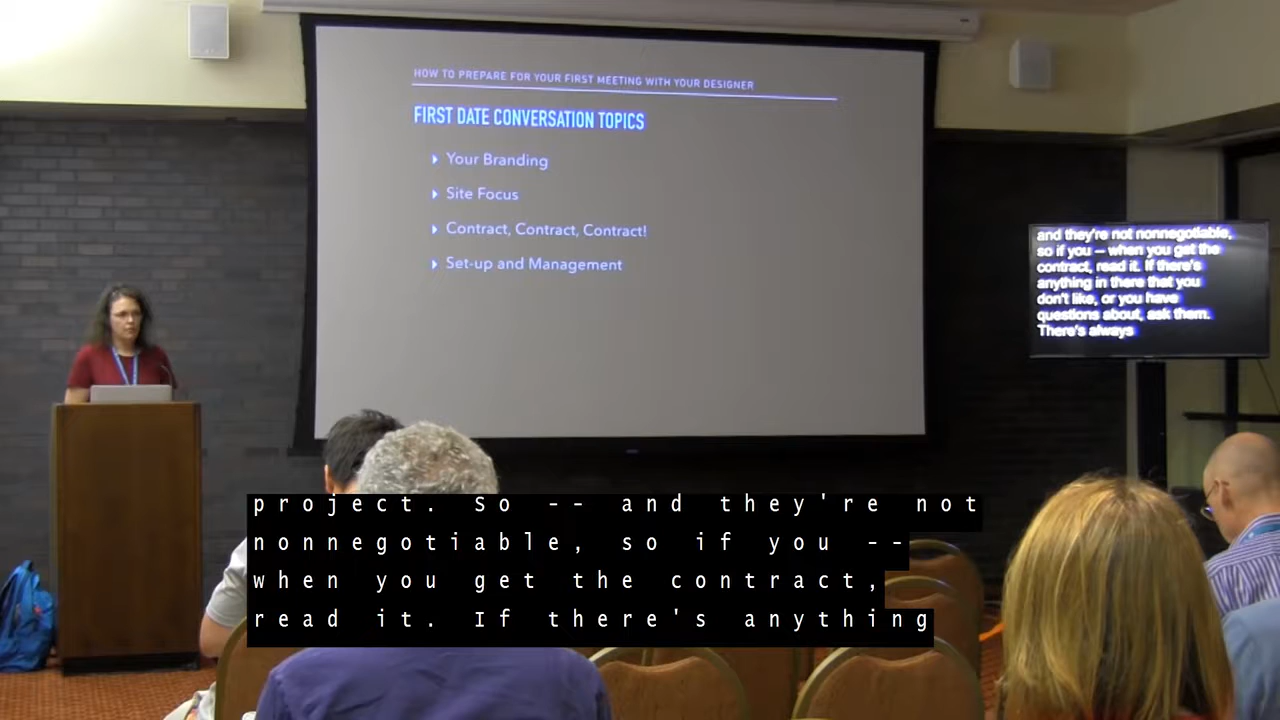 HOW TO PREPARE FOR YOUR FIRST MEETING WITH YOUR DESIGNER
FIRST DATE CONVERSATION TOPICS
Your Branding
Site Focus
Contract, Contract, Contract!
Set-up and Management
and they're not nonnegotiable,
so if you -- when you get the
contract, read it. If there's
anything in there that you
don't like, or you have
questions about, ask them.
There's always
project. So -- and they're not
nonnegotiable, so if you --
when you get the contract,
read it. If there's anything